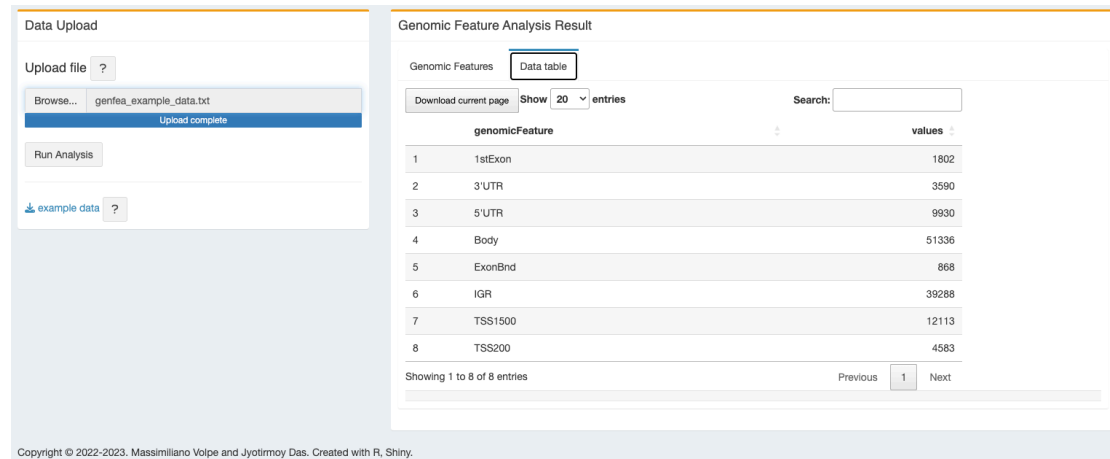 Data Upload
Upload file ?
Browse... genfea_example_data.txt
Upload complete
Run Analysis
example data ?
Genomic Feature Analysis Result
Genomic Features Data table
Download current page Show 20 entries Search:
genomicFeature values
1 1stExon 1802
2 3'UTR 3590
3 5'UTR 9930
4 Body 51336
5 ExonBnd 868
6 IGR 39288
7 TSS1500 12113
8 TSS200 4583
Showing 1 to 8 of 8 entries Previous 1 Next
Copyright © 2022-2023. Massimiliano Volpe and Jyotirmoy Das. Created with R, Shiny.